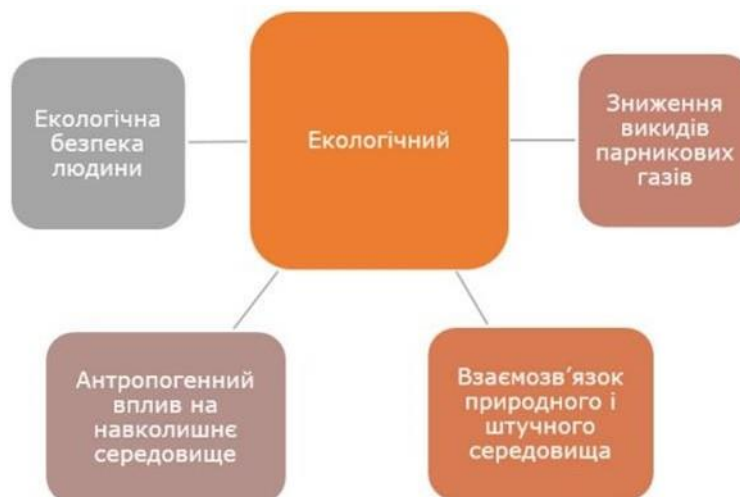 Екологічна
безпека
людини
Екологічний
Зниження
викидів
парникових
газів
Антропогенний
вплив на
навколишнє
середовище
Взаємозв′язок
природного і
штучного
середовища